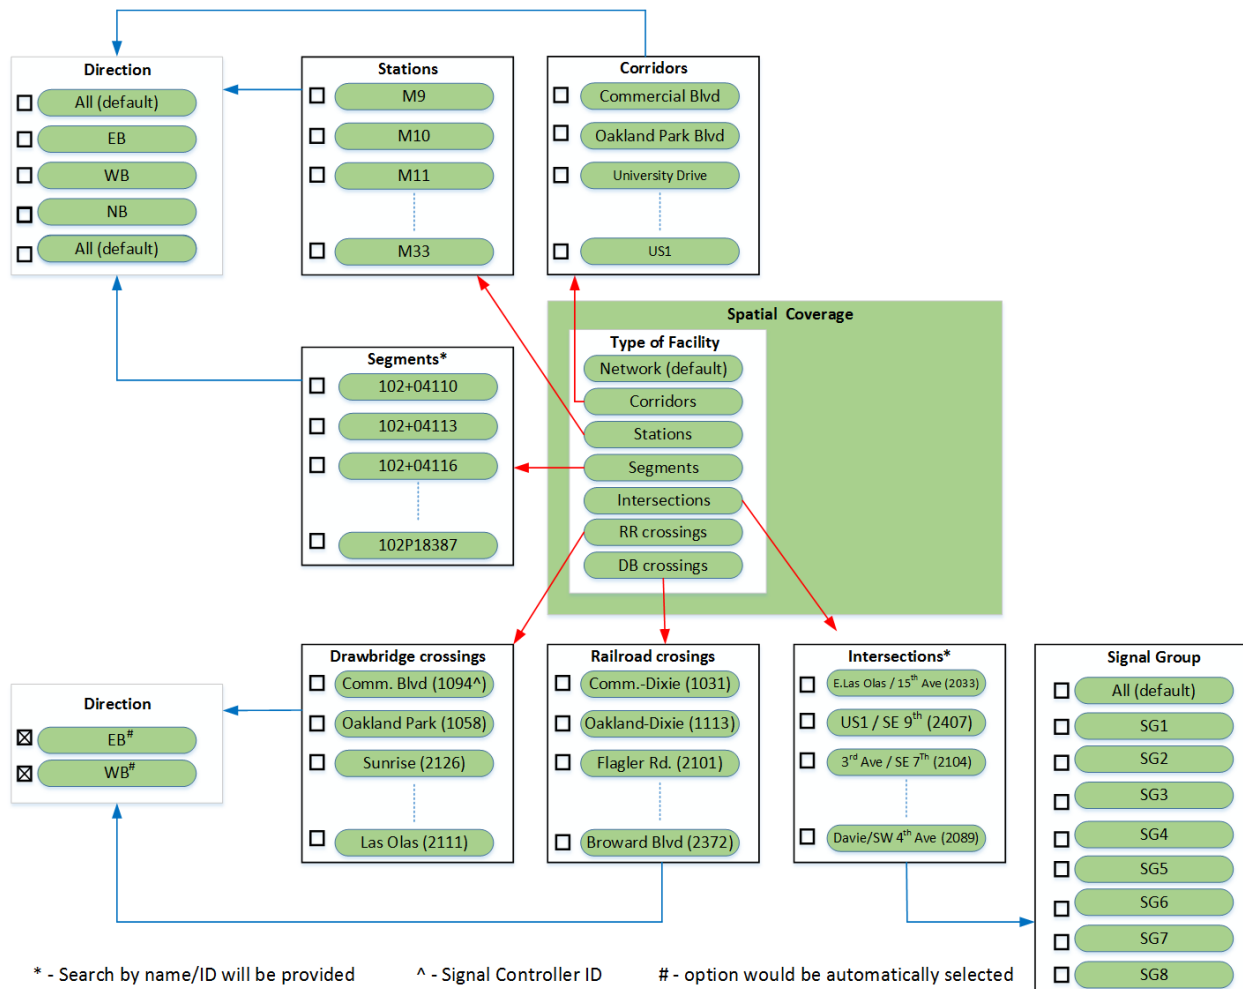 Direction
All (default)
EB
WB
NB
All (default)
Stations
M9
M10
M11
M33
Corridors
Commercial Blvd
Oakland Park Blvd
University Drive
US1
Spatial Coverage
Type of Facility
Network (default)
Corridors
Stations
Segments
Intersections
RR crossings
DB crossings
Segments*
102+04110
102+04113
102+04116
102P18387
Direction
EB#
WB#
Drawbridge crossings
Comm. Blvd (1094^)
Oakland Park (1058)
Sunrise (2126)
Las Olas (2111)
Railroad crosings
Comm.-Dixie (1031)
Oakland-Dixie (1113)
Flagler Rd. (2101)
Broward Blvd (2372)
Intersections*
E.Las Olas / 15th Ave (2033)
US1 / SE 9th (2407)
3rd Ave / SE 7Th (2104)
Davie/SW 4th Ave (2089)
Signal Group
All (default)
SG1
SG2
SG3
SG4
SG5
SG6
SG7
SG8
* - Search by name/ID will be provided
^ - Signal Controller ID
# - option would be automatically selected